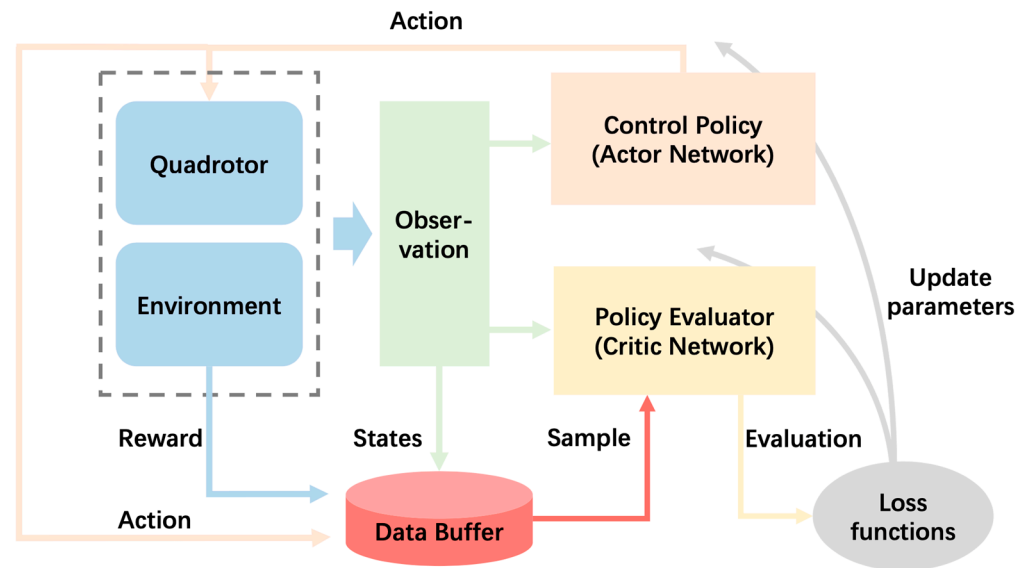 Action
Quadrotor
Environment
Obser-
vation
Control Policy
(Actor Network)
Policy Evaluator
(Critic Network)
Update
parameters
Reward
States
Sample
Evaluation
Action
Data Buffer
Loss
functions